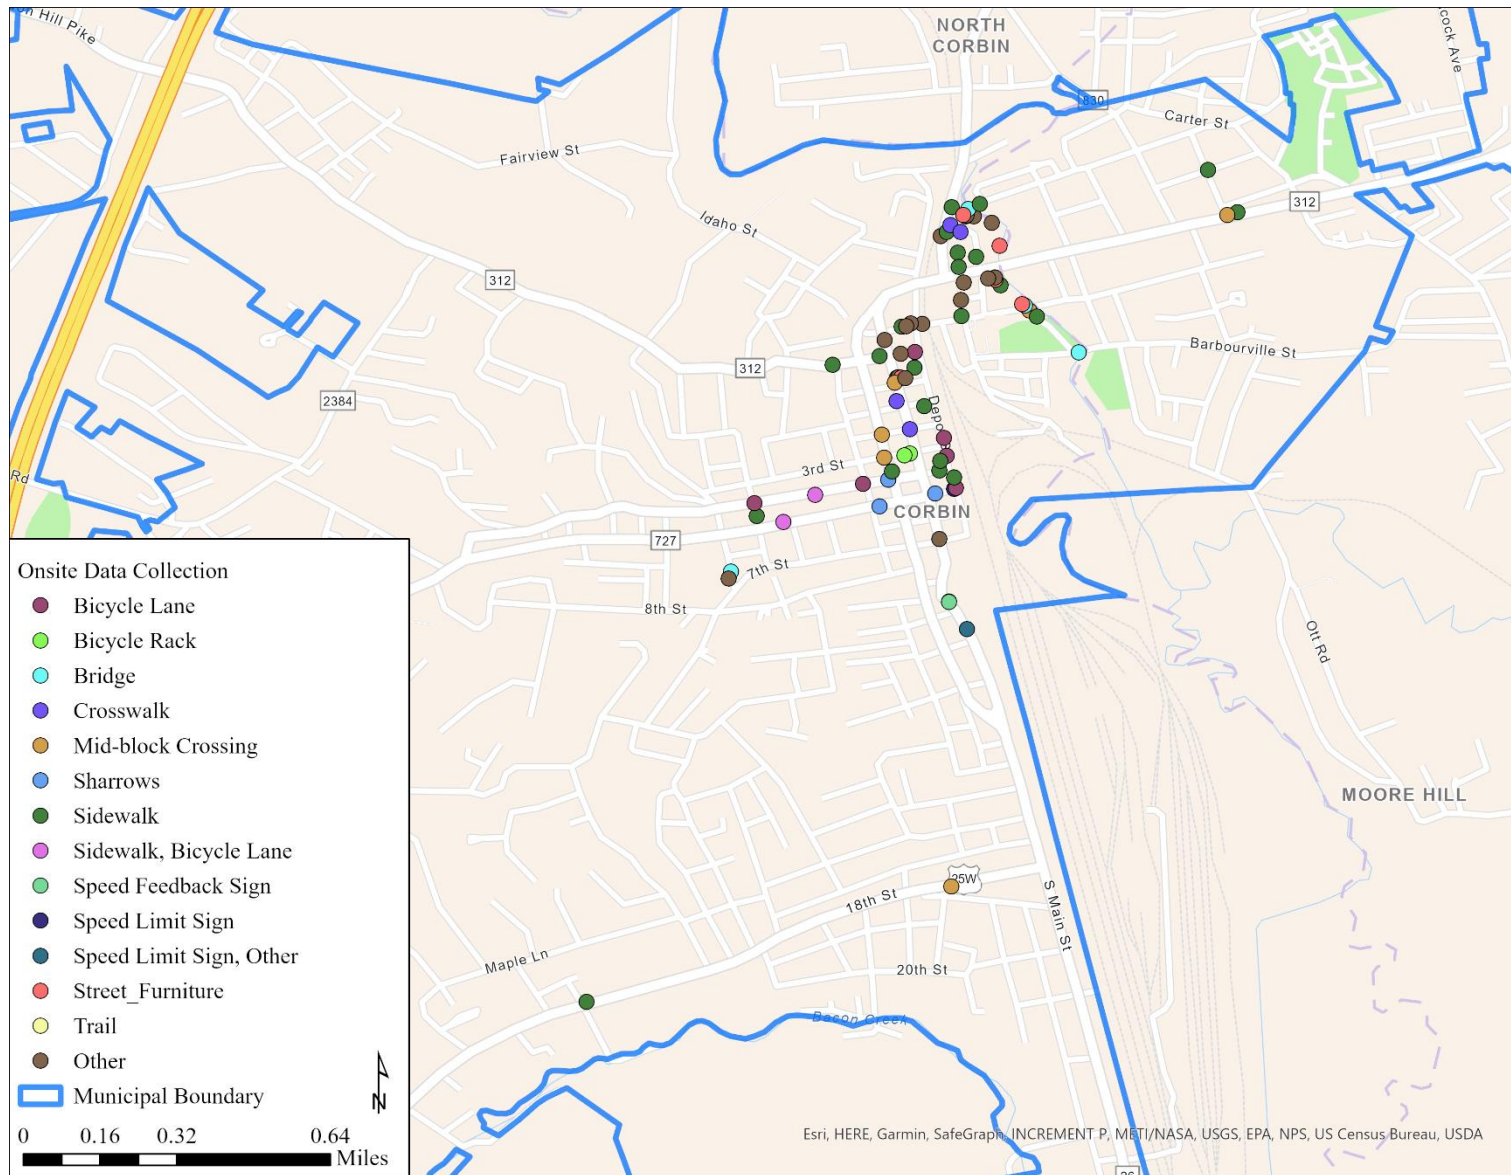 on Hill Pike
NORTH
CORBIN
cock Ave
830
Carter St
Fairview St
312
Idaho St
312
Barbourville St
312
2384
Depo
Rd
3rd St
CORBIN
727
7th St
8th St
Ott Rd
MOORE HILL
25W
18th St
S Main St
Maple Ln
20th St
Bacon Creek
Onsite Data Collection
Bicycle Lane
Bicycle Rack
Bridge
Crosswalk
Mid-block Crossing
Sharrows
Sidewalk
Sidewalk, Bicycle Lane
Speed Feedback Sign
Speed Limit Sign
Speed Limit Sign, Other
Street_Furniture
Trail
Other
Municipal Boundary
N
0 0.16 0.32 0.64
Miles
Esri, HERE, Garmin, SafeGraph, INCREMENT P, METI/NASA, USGS, EPA, NPS, US Census Bureau, USDA